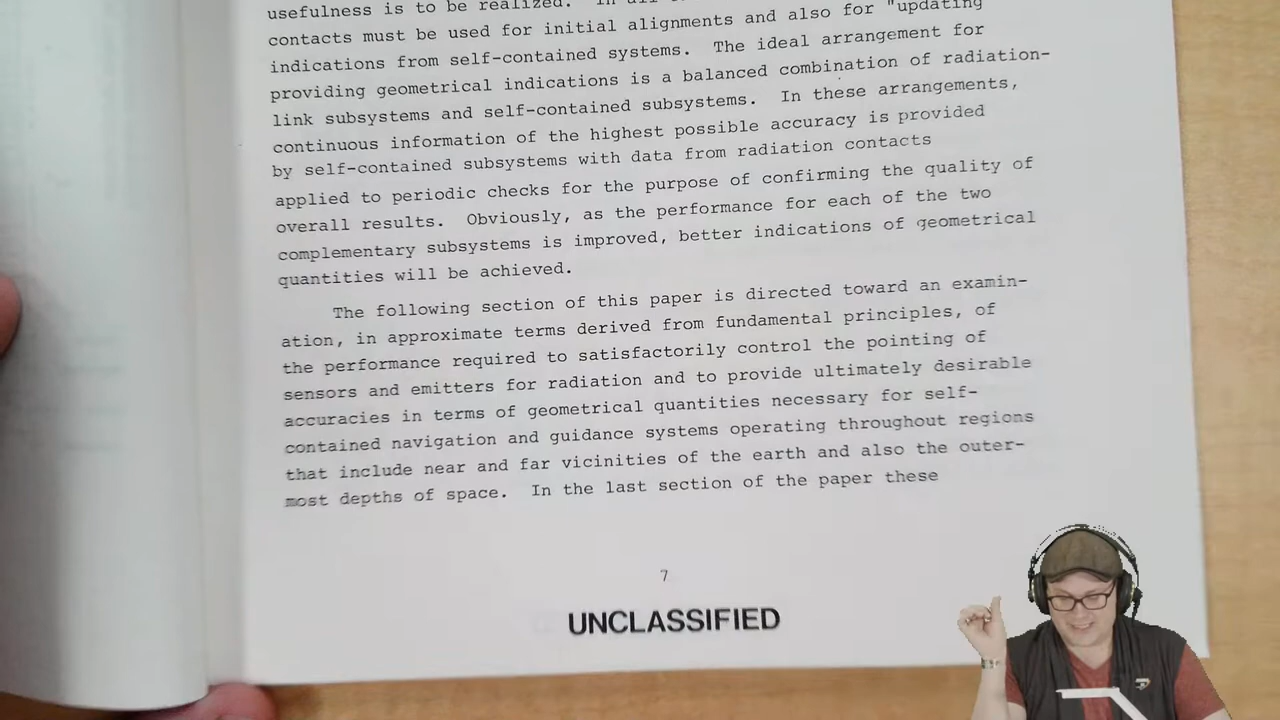 usefulness is to be realized. In all
contacts must be used for initial alignments and also for "updating
indications from self-contained systems. The ideal arrangement for
providing geometrical indications is a balanced combination of radiation-
link subsystems and self-contained subsystems. In these arrangements,
continuous information of the highest possible accuracy is provided
by self-contained subsystems with data from radiation contacts
applied to periodic checks for the purpose of confirming the quality of
overall results. Obviously, as the performance for each of the two
complementary subsystems is improved, better indications of geometrical
quantities will be achieved.
The following section of this paper is directed toward an examin-
ation, in approximate terms derived from fundamental principles, of
the performance required to satisfactorily control the pointing of
sensors and emitters for radiation and to provide ultimately desirable
accuracies in terms of geometrical quantities necessary for self-
contained navigation and guidance systems operating throughout regions
that include near and far vicinities of the earth and also the outer-
most depths of space. In the last section of the paper these
7
UNCLASSIFIED